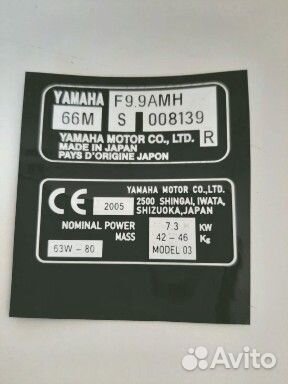 YAMAHA F9.9AMH
66M S 008139
YAMAHA MOTOR CO., LTD. R
MADE IN JAPAN
PAYS D'ORIGINE JAPON
CE 2005 YAMAHA MOTOR CO.,LTD.
2500 SHINGAI, IWATA,
SHIZUOKA,JAPAN
NOMINAL POWER 7.3 KW
MASS 42-46 Kg
63W-80 MODEL 03
Avito